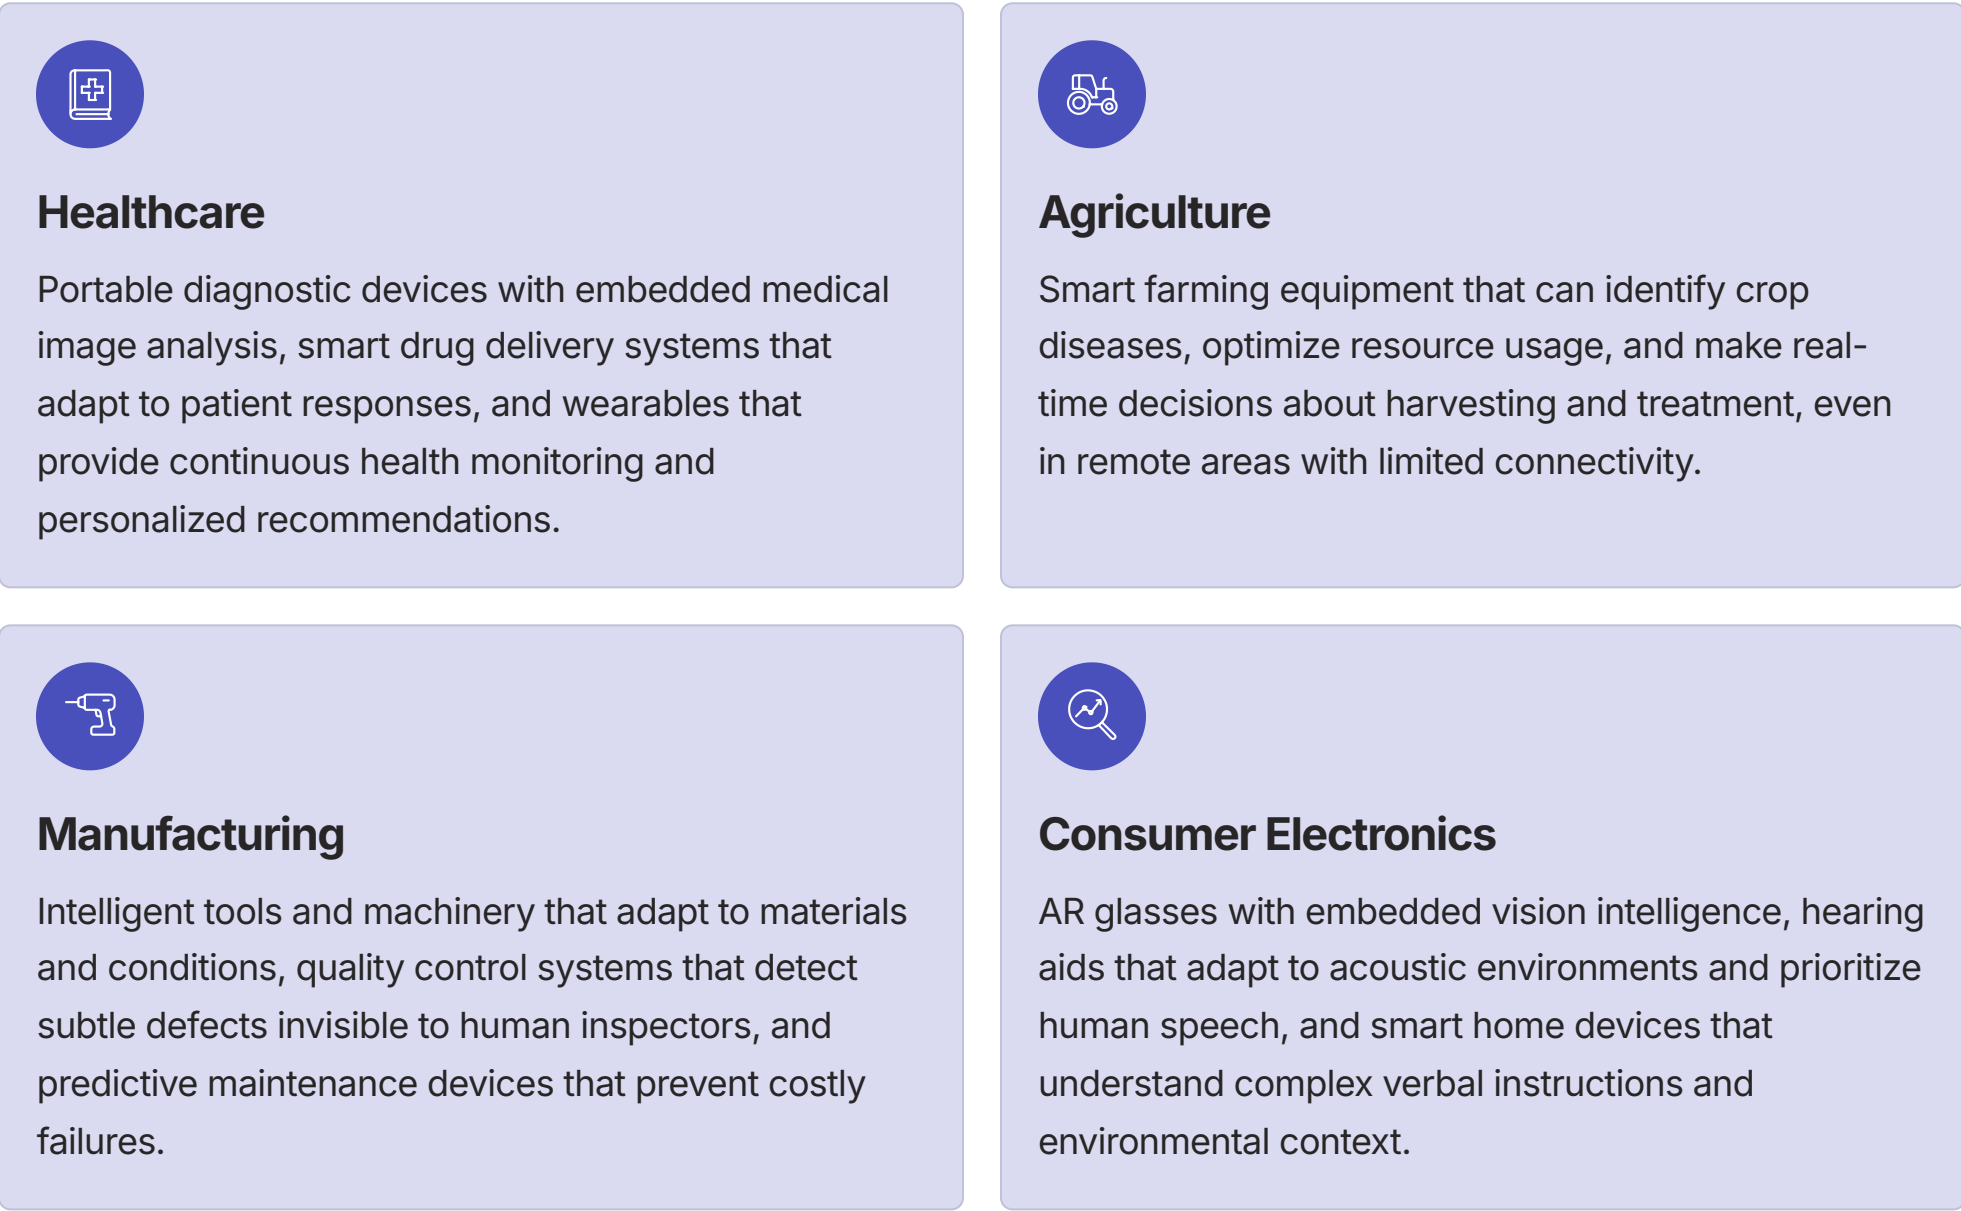 Healthcare
Portable diagnostic devices with embedded medical
image analysis, smart drug delivery systems that
adapt to patient responses, and wearables that
provide continuous health monitoring and
personalized recommendations.
Agriculture
Smart farming equipment that can identify crop
diseases, optimize resource usage, and make real-
time decisions about harvesting and treatment, even
in remote areas with limited connectivity.
Manufacturing
Intelligent tools and machinery that adapt to materials
and conditions, quality control systems that detect
subtle defects invisible to human inspectors, and
predictive maintenance devices that prevent costly
failures.
Consumer Electronics
AR glasses with embedded vision intelligence, hearing
aids that adapt to acoustic environments and prioritize
human speech, and smart home devices that
understand complex verbal instructions and
environmental context.